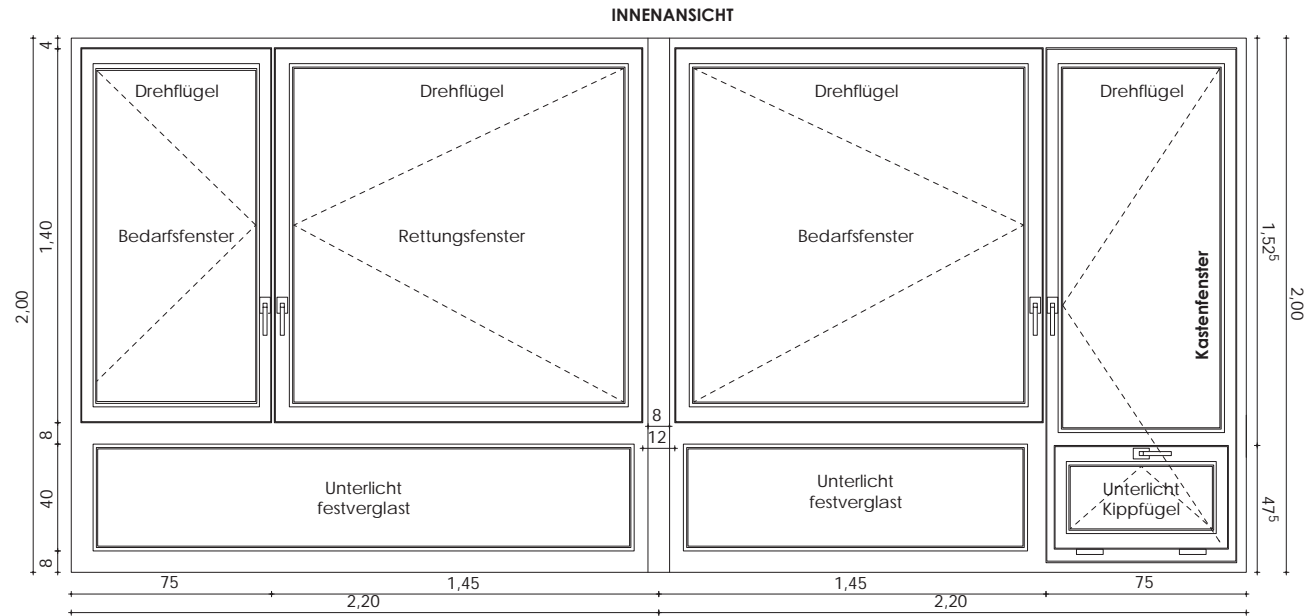 INNENANSICHT
Drehflügel
Drehflügel
Drehflügel
Drehflügel
Bedarfsfenster
Rettungsfenster
Bedarfsfenster
Kastenfenster
Unterlicht
festverglast
Unterlicht
festverglast
Unterlicht
Kippfügel
4
1,40
8
40
8
2,00
8
12
1,52⁵
47⁵
2,00
75
1,45
1,45
75
2,20
2,20